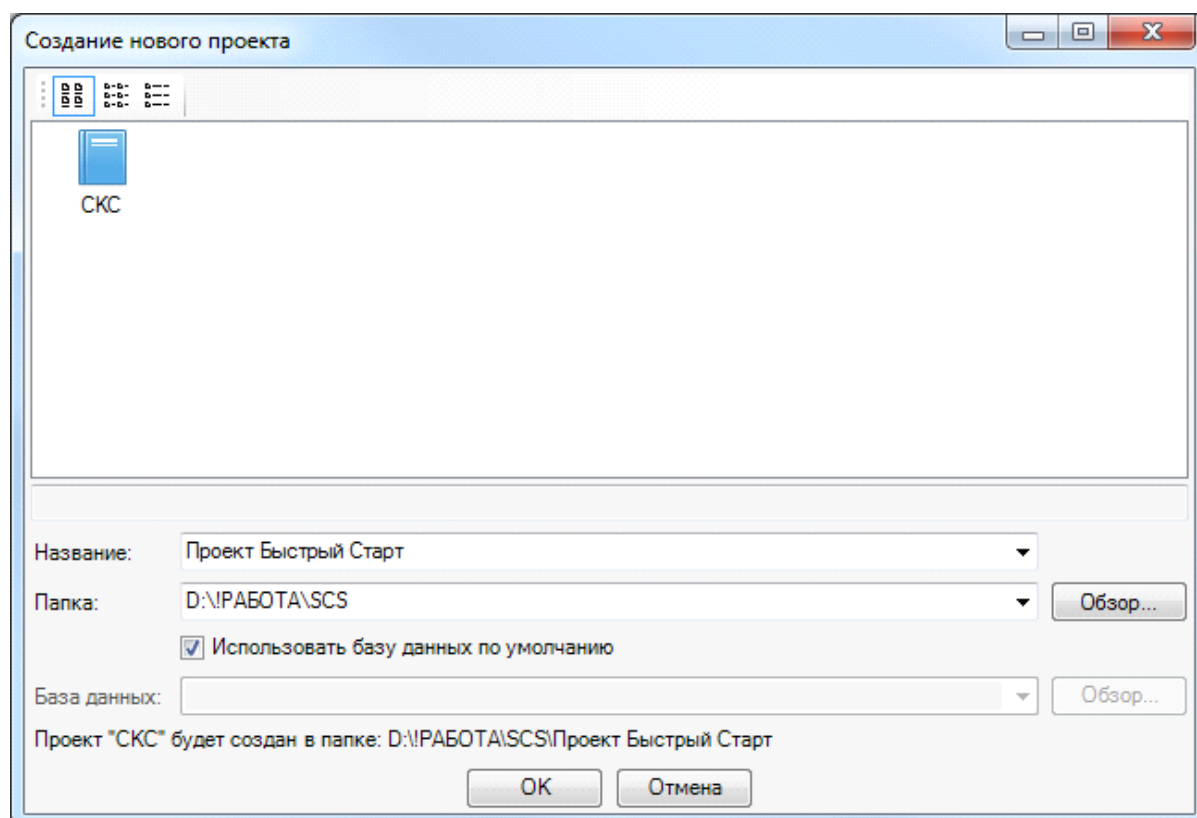 Создание нового проекта
СКС
Название: Проект Быстрый Старт
Папка: D:\!РАБОТА\SCS Обзор...
Использовать базу данных по умолчанию
База данных: Обзор...
Проект "СКС" будет создан в папке: D:\!РАБОТА\SCS\Проект Быстрый Старт
OK Отмена